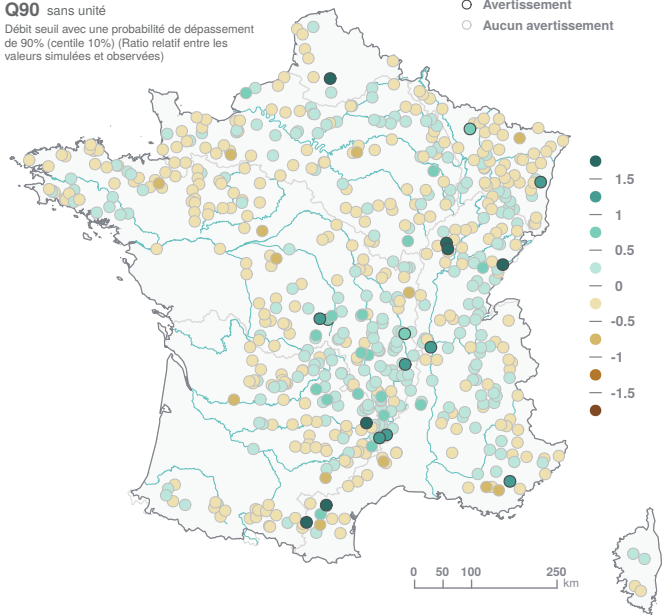 Q90 sans unité
Débit seuil avec une probabilité de dépassement
de 90% (centile 10%) (Ratio relatif entre les
valeurs simulées et observées)
Avertissement
Aucun avertissement
1.5
1
0.5
0
-0.5
-1
-1.5
0 50 100 250
km